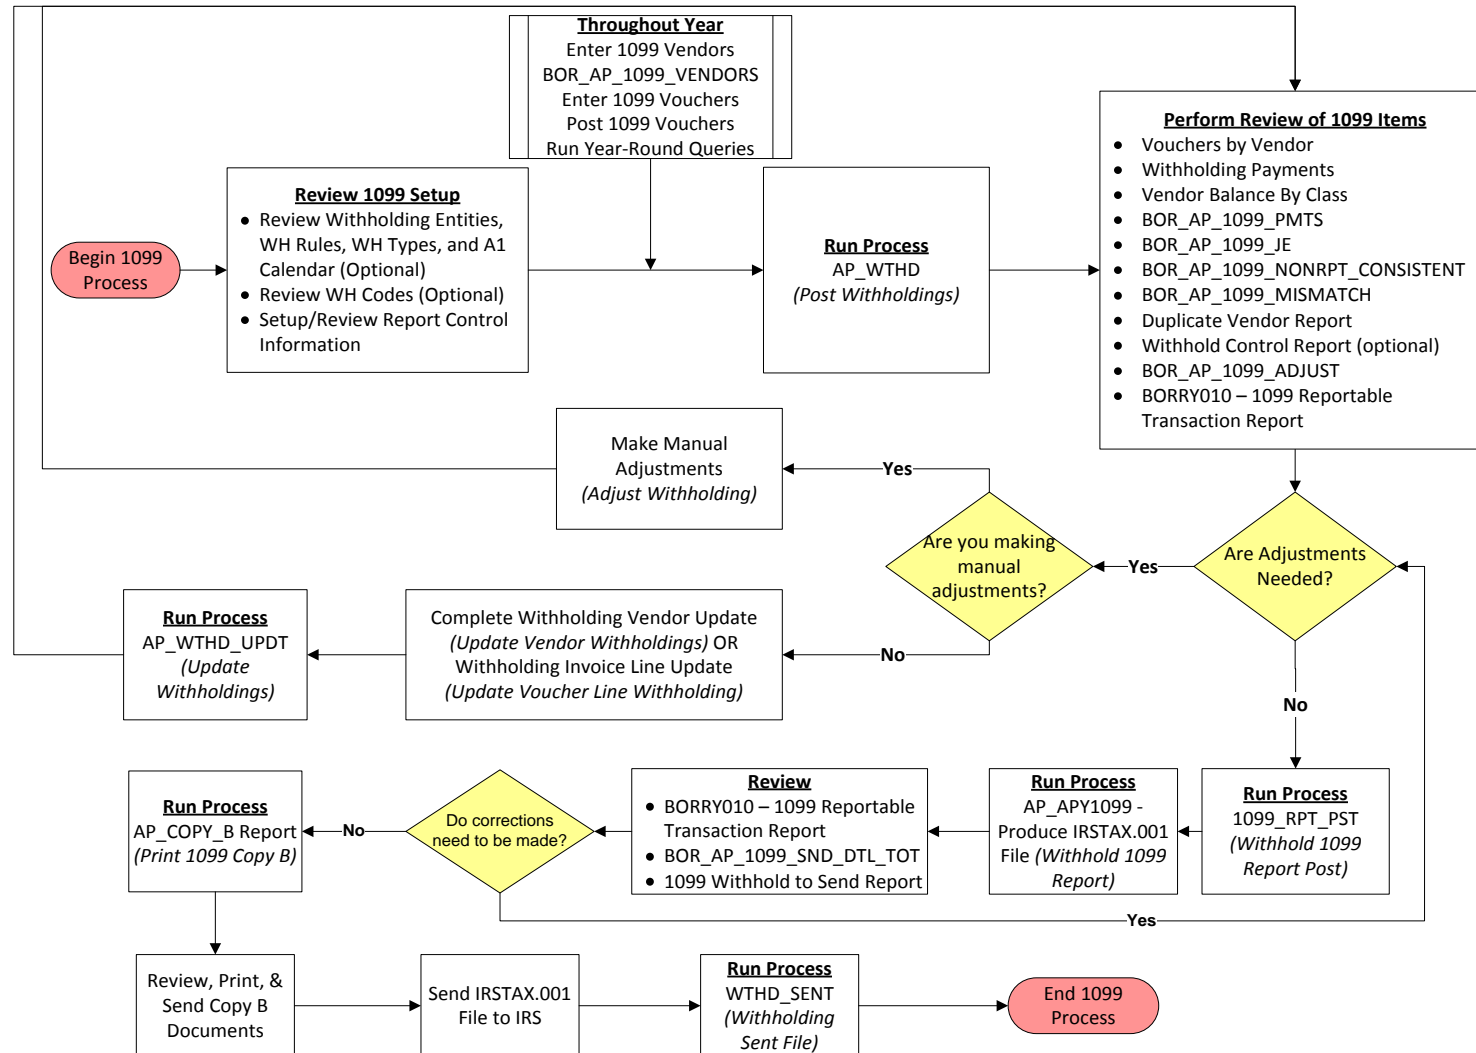 Throughout Year
Enter 1099 Vendors
BOR_AP_1099_VENDORS
Enter 1099 Vouchers
Post 1099 Vouchers
Run Year-Round Queries
Begin 1099
Process
Review 1099 Setup
• Review Withholding Entities,
WH Rules, WH Types, and A1
Calendar (Optional)
• Review WH Codes (Optional)
• Setup/Review Report Control
Information
Run Process
AP_WTHD
(Post Withholdings)
Perform Review of 1099 Items
• Vouchers by Vendor
• Withholding Payments
• Vendor Balance By Class
• BOR_AP_1099_PMTS
• BOR_AP_1099_JE
• BOR_AP_1099_NONRPT_CONSISTENT
• BOR_AP_1099_MISMATCH
• Duplicate Vendor Report
• Withhold Control Report (optional)
• BOR_AP_1099_ADJUST
• BORRY010 – 1099 Reportable
Transaction Report
Are Adjustments
Needed?
Yes
Are you making
manual
adjustments?
Yes
Make Manual
Adjustments
(Adjust Withholding)
No
Complete Withholding Vendor Update
(Update Vendor Withholdings) OR
Withholding Invoice Line Update
(Update Voucher Line Withholding)
Run Process
AP_WTHD_UPDT
(Update
Withholdings)
No
Run Process
1099_RPT_PST
(Withhold 1099
Report Post)
Run Process
AP_APY1099 -
Produce IRSTAX.001
File (Withhold 1099
Report)
Review
• BORRY010 – 1099 Reportable
Transaction Report
• BOR_AP_1099_SND_DTL_TOT
• 1099 Withhold to Send Report
Do corrections
need to be made?
Yes
No
Run Process
AP_COPY_B Report
(Print 1099 Copy B)
Review, Print, &
Send Copy B
Documents
Send IRSTAX.001
File to IRS
Run Process
WTHD_SENT
(Withholding
Sent File)
End 1099
Process